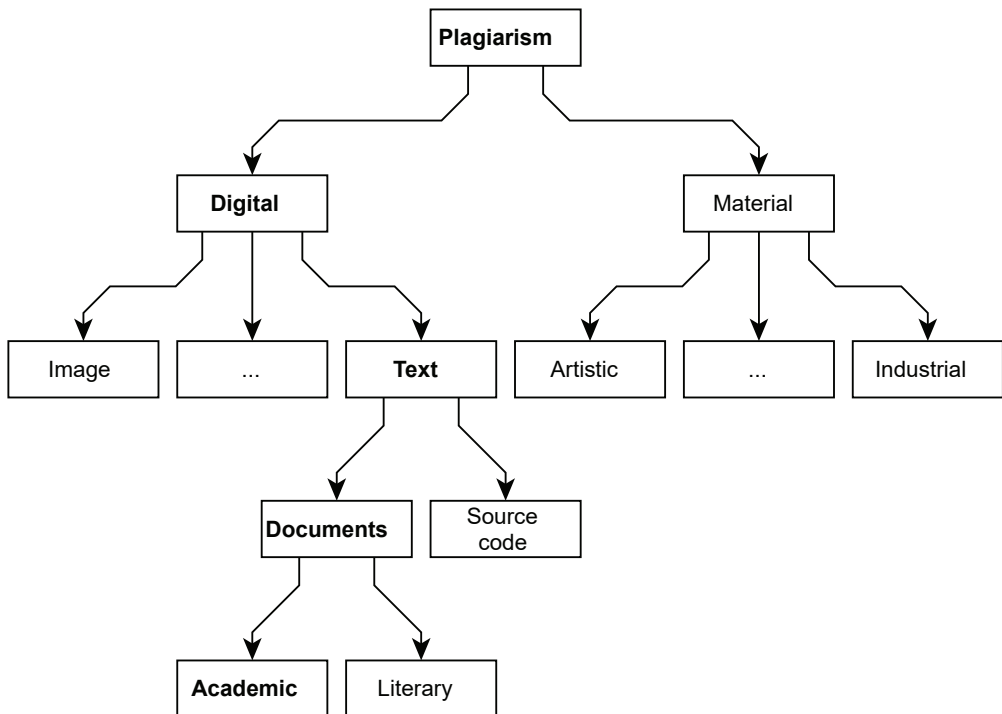 Plagiarism
Digital
Material
Image
...
Text
Artistic
...
Industrial
Documents
Source
code
Academic
Literary